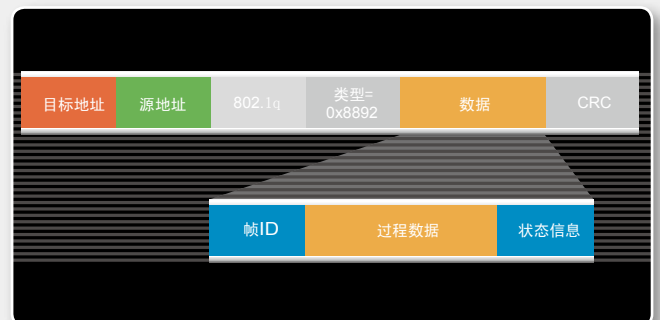 目标地址
源地址
802.1q
类型=
0x8892
数据
CRC
帧ID
过程数据
状态信息